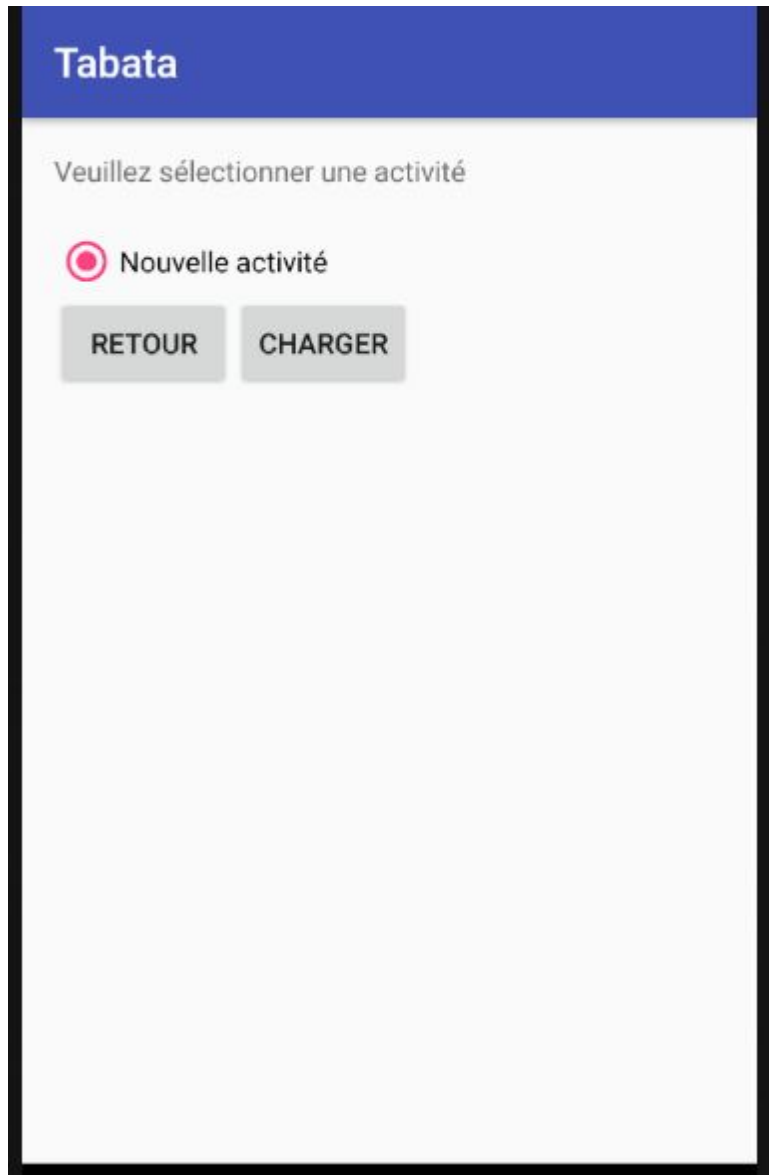 Tabata
Veuillez sélectionner une activité
Nouvelle activité
RETOUR CHARGER